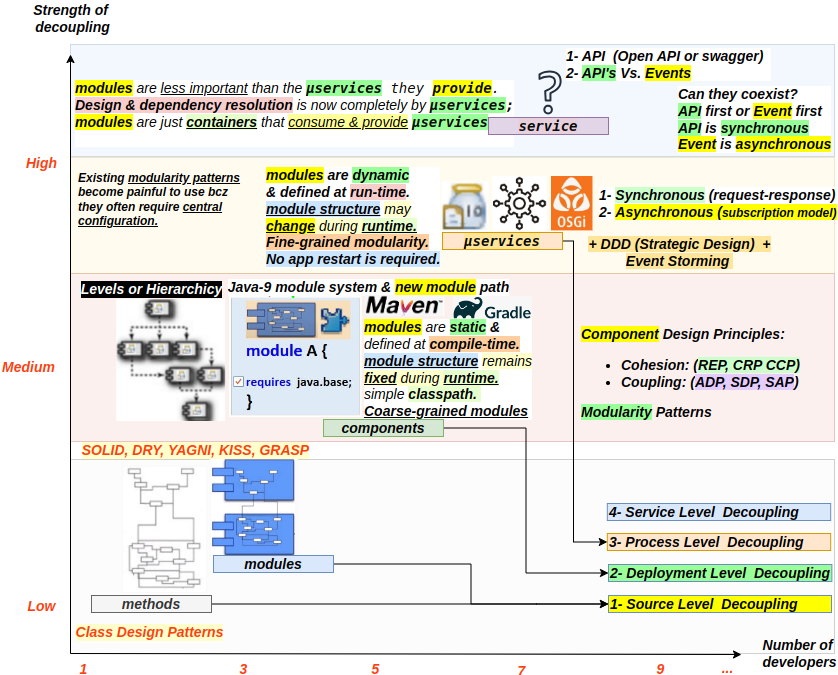 Strength of
decoupling
1- API (Open API or swagger)
2- API's Vs. Events
modules are less important than the µservices they provide.
Design & dependency resolution is now completely by µservices;
modules are just containers that consume & provide µservices
?
service
Can they coexist?
API first or Event first
API is synchronous
Event is asynchronous
High
Existing modularity patterns
become painful to use bcz
they often require central
configuration.
modules are dynamic
& defined at run-time.
module structure may
change during runtime.
Fine-grained modularity.
No app restart is required.
10
OSGi
µservices
1- Synchronous (request-response)
2- Asynchronous (subscription model)
+ DDD (Strategic Design) +
Event Storming
Levels or Hierarchicy
Java-9 module system & new module path
module A {
requires java.base;
}
Maven™
Gradle
modules are static &
defined at compile-time.
module structure remains
fixed during runtime.
simple classpath.
Coarse-grained modules
components
Component Design Principles:
• Cohesion: (REP, CRP CCP)
• Coupling: (ADP, SDP, SAP)
Modularity Patterns
Medium
SOLID, DRY, YAGNI, KISS, GRASP
modules
methods
Class Design Patterns
4- Service Level Decoupling
3- Process Level Decoupling
2- Deployment Level Decoupling
1- Source Level Decoupling
Low
Number of
developers
1
3
5
7
9
...